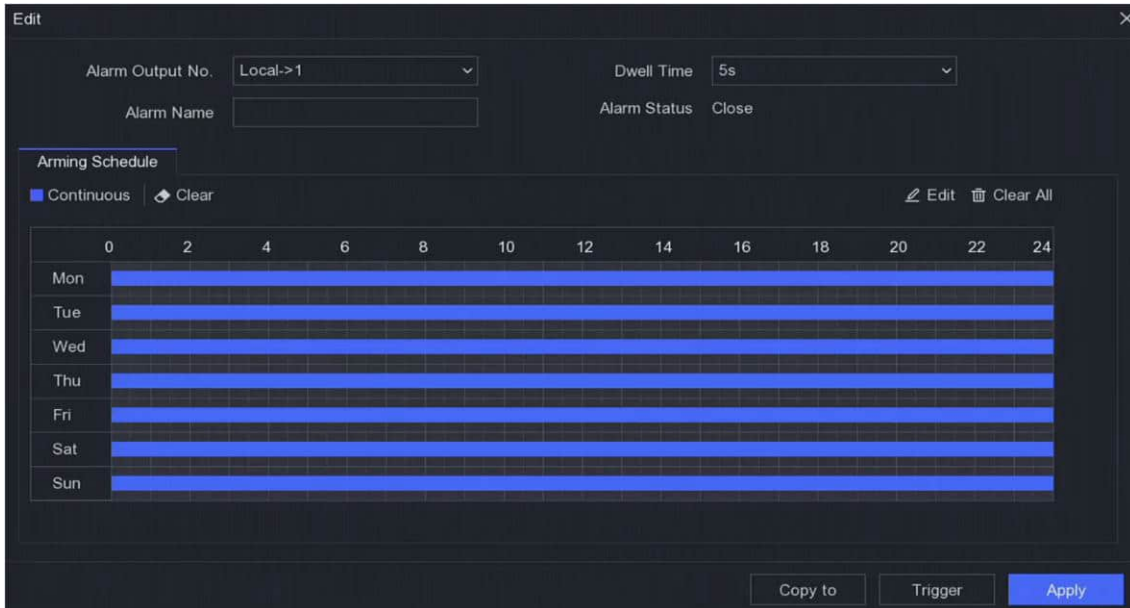 Edit
Alarm Output No. Local->1 Dwell Time 5s
Alarm Name Alarm Status Close
Arming Schedule
Continuous Clear Edit Clear All
0 2 4 6 8 10 12 14 16 18 20 22 24
Mon
Tue
Wed
Thu
Fri
Sat
Sun
Copy to Trigger Apply